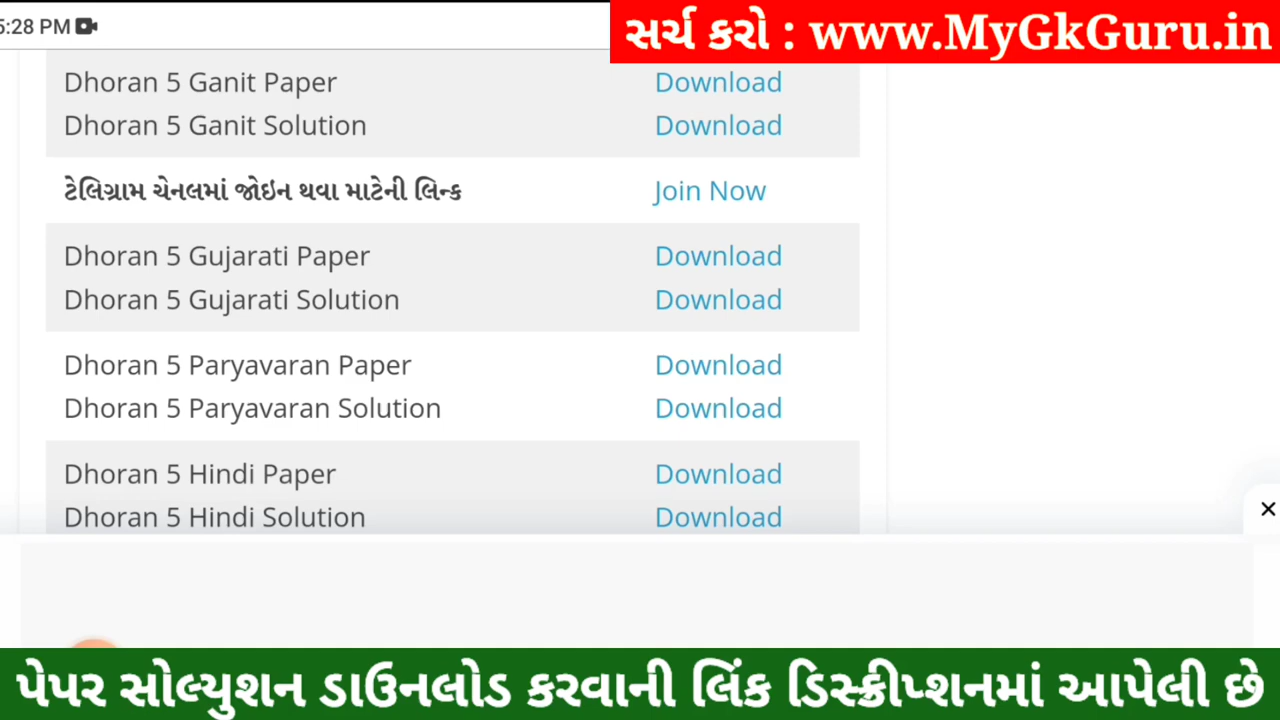 5:28 PM
સર્ચ કરો : www.MyGkGuru.in
Dhoran 5 Ganit Paper Download
Dhoran 5 Ganit Solution Download
ટેલિગ્રામ ચેનલમાં જોઇન થવા માટેની લિન્ક Join Now
Dhoran 5 Gujarati Paper Download
Dhoran 5 Gujarati Solution Download
Dhoran 5 Paryavaran Paper Download
Dhoran 5 Paryavaran Solution Download
Dhoran 5 Hindi Paper Download
Dhoran 5 Hindi Solution Download
પેપર સોલ્યુશન ડાઉનલોડ કરવાની લિંક ડિસ્ક્રીપ્શનમાં આપેલી છે